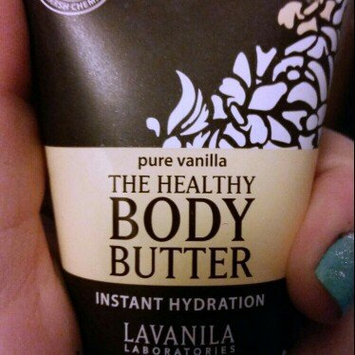 pure vanilla
THE HEALTHY
BODY
BUTTER
INSTANT HYDRATION
LAVANILA
LABORATORIES